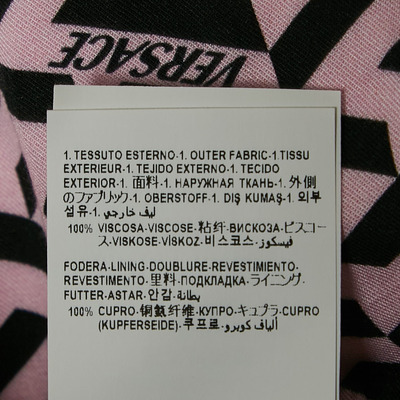 VERSACE
1. TESSUTO ESTERNO-1. OUTER FABRIC-1.TISSU
EXTERIEUR-1. TEJIDO EXTERNO-1. TECIDO
EXTERIOR-1. 面料-1. НАРУЖНАЯ ТКАНЬ-1. 外側
のファブリック-1. OBERSTOFF-1. DIŞ KUMAŞ-1. 외부
섬유-1. ليف خارجي
100% VISCOSA-VISCOSE-粘纤-ВИСКОЗА-ビスコー
ス-VISKOSE-VİSKOZ-비스코스-فيسكوز
FODERA-LINING-DOUBLURE-REVESTIMIENTO-
REVESTIMENTO-里料-ПОДКЛАДКА-ライニング-
FUTTER-ASTAR-안감-بطانة
100% CUPRO-铜氨纤维-КУПРО-キュプラ-CUPRO
(KUPFERSEIDE)-쿠프로-ألياف كوبرو